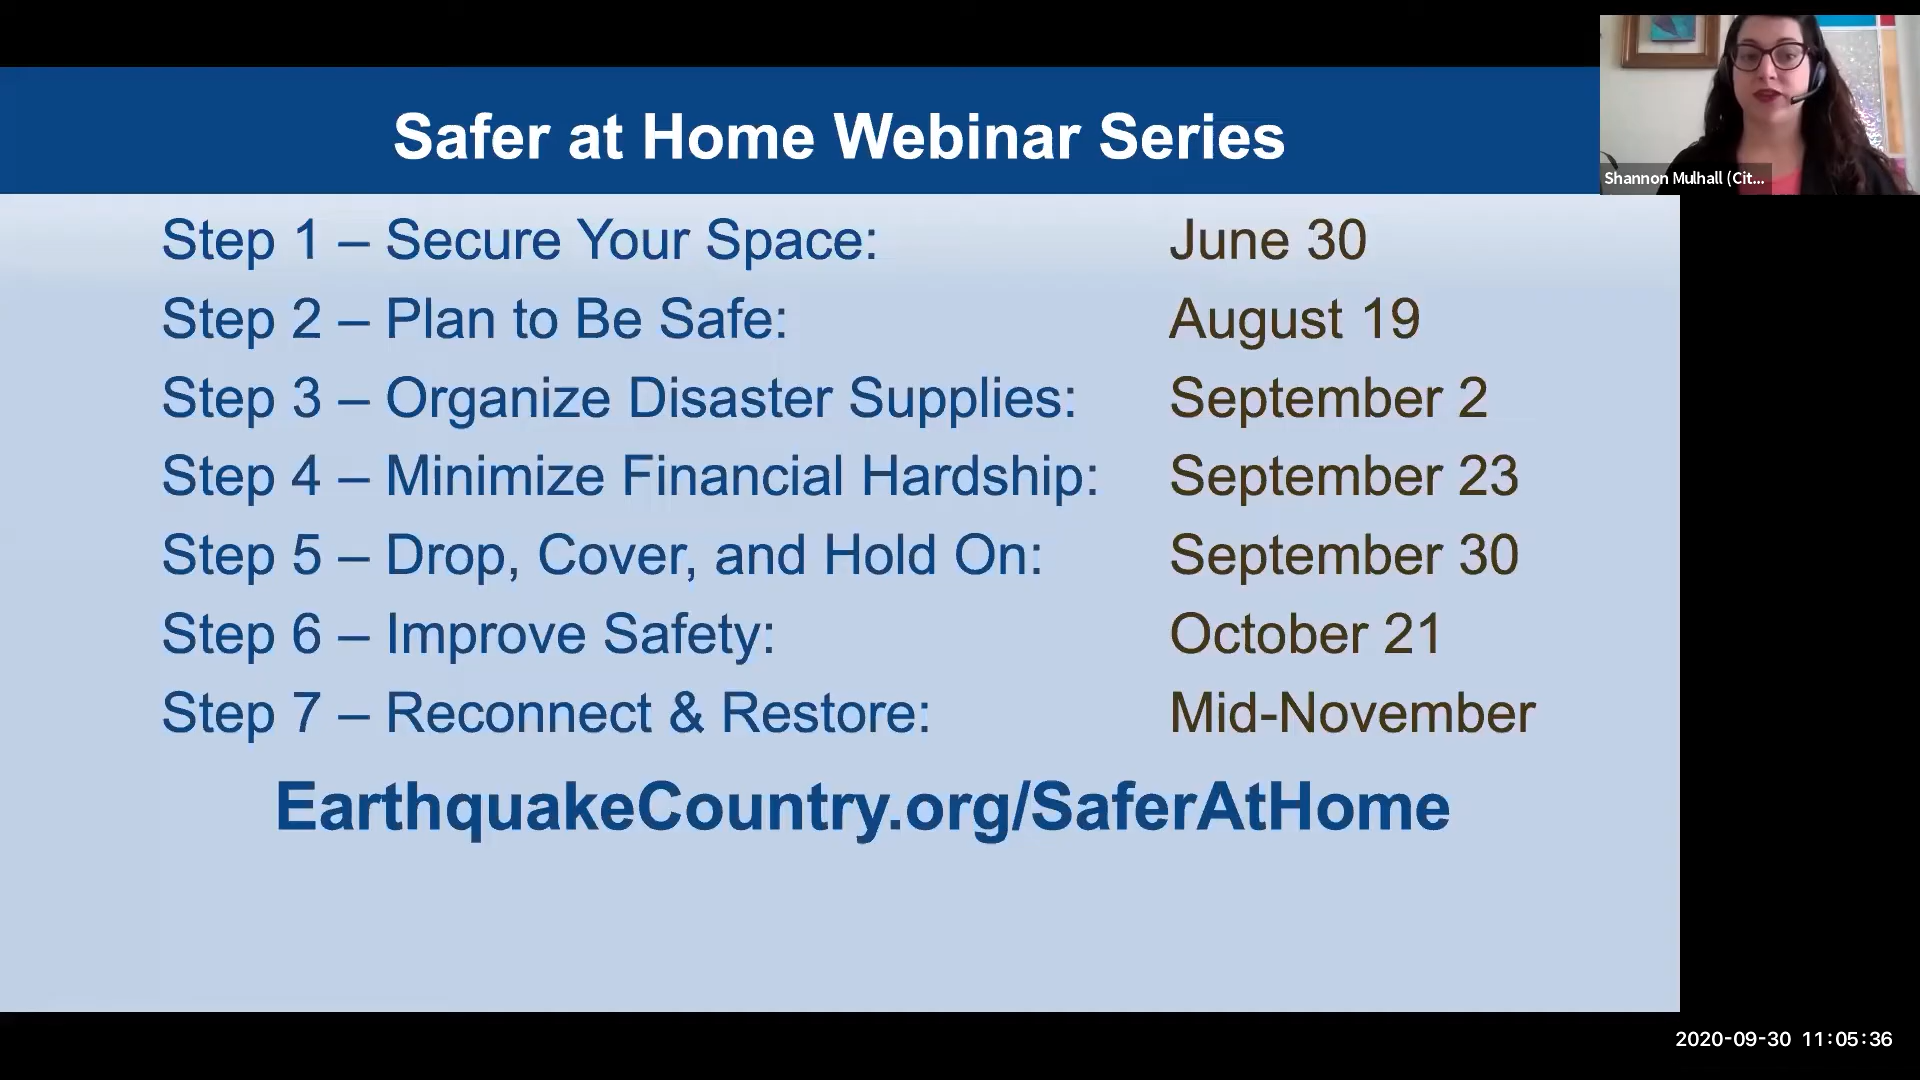 Safer at Home Webinar Series
Shannon Mulhall (Cit...
Step 1 – Secure Your Space: June 30
Step 2 – Plan to Be Safe: August 19
Step 3 – Organize Disaster Supplies: September 2
Step 4 – Minimize Financial Hardship: September 23
Step 5 – Drop, Cover, and Hold On: September 30
Step 6 – Improve Safety: October 21
Step 7 – Reconnect & Restore: Mid-November
EarthquakeCountry.org/SaferAtHome
2020-09-30 11:05:36